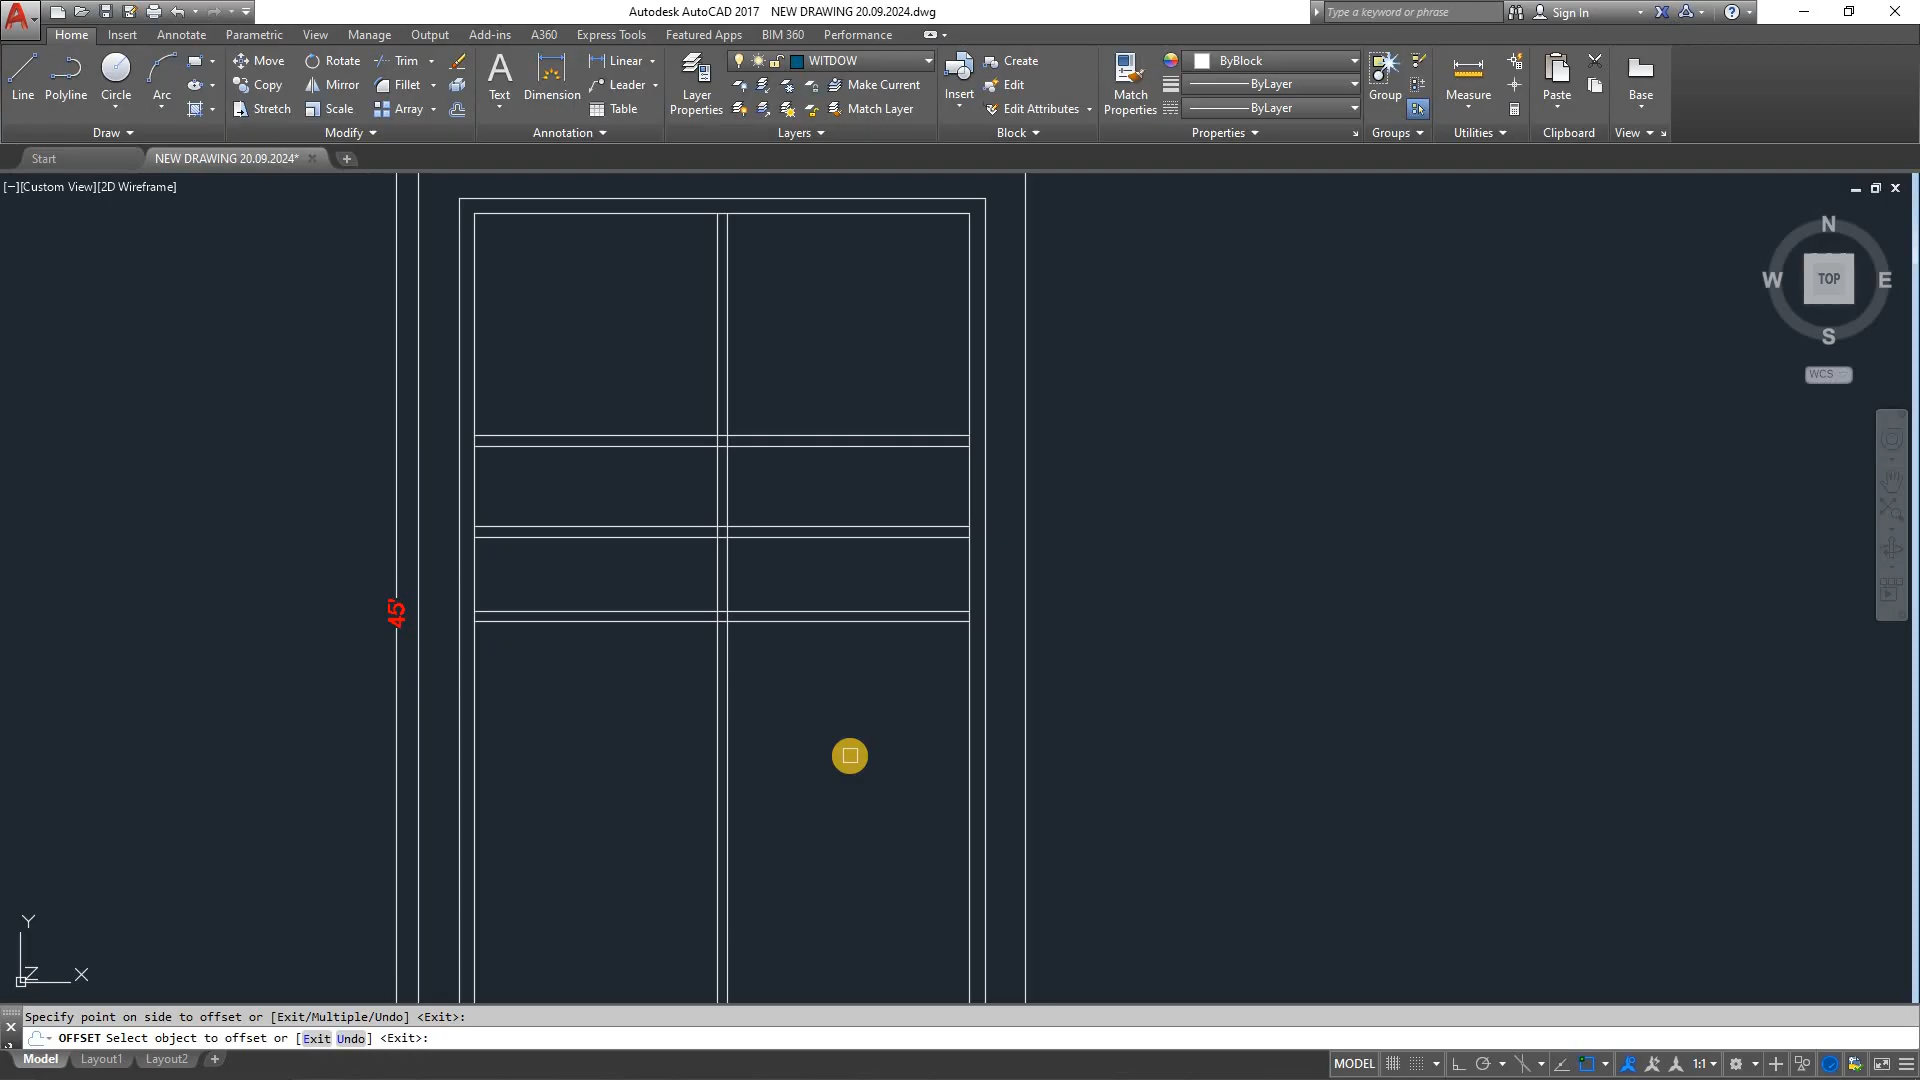 Autodesk AutoCAD 2017 NEW DRAWING 20.09.2024.dwg
Type a keyword or phrase
Sign In
Home Insert Annotate Parametric View Manage Output Add-ins A360 Express Tools Featured Apps BIM 360 Performance
Line Polyline Circle Arc
Draw
Move Rotate Trim
Copy Mirror Fillet
Stretch Scale Array
Modify
Text Dimension
Linear
Leader
Table
Annotation
Layer Properties
WITDOW
Make Current
Match Layer
Layers
Insert
Create
Edit
Edit Attributes
Block
Match Properties
ByBlock
ByLayer
ByLayer
Properties
Group
Groups
Measure
Utilities
Paste
Clipboard
Base
View
Start
NEW DRAWING 20.09.2024*
[−][Custom View][2D Wireframe]
N
W TOP E
S
WCS
45'
Y
Z X
Specify point on side to offset or [Exit/Multiple/Undo] <Exit>:
OFFSET Select object to offset or [Exit Undo] <Exit>:
Model Layout1 Layout2
MODEL
1:1